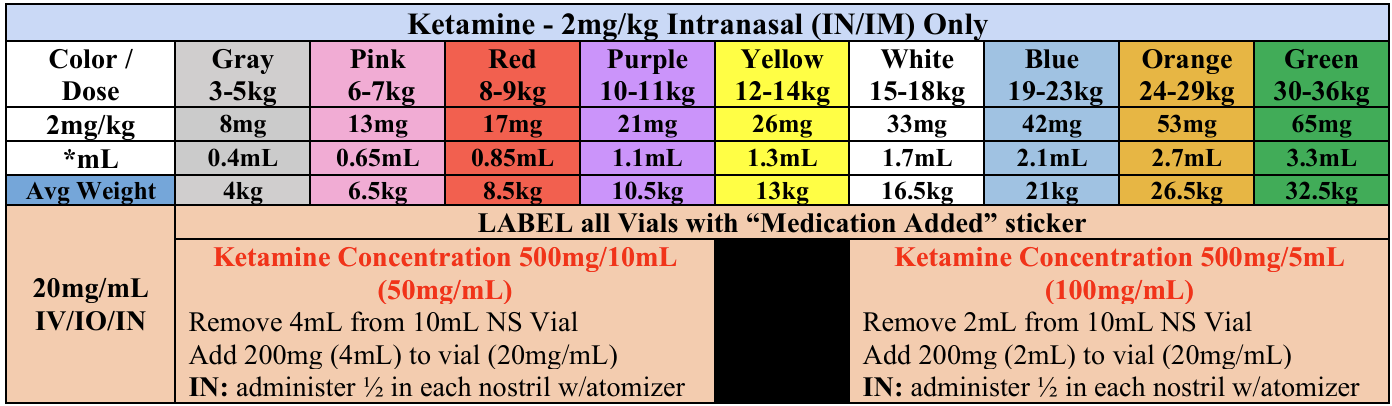 Ketamine - 2mg/kg Intranasal (IN/IM) Only
Color / Dose Gray 3-5kg Pink 6-7kg Red 8-9kg Purple 10-11kg Yellow 12-14kg White 15-18kg Blue 19-23kg Orange 24-29kg Green 30-36kg
2mg/kg 8mg 13mg 17mg 21mg 26mg 33mg 42mg 53mg 65mg
*mL 0.4mL 0.65mL 0.85mL 1.1mL 1.3mL 1.7mL 2.1mL 2.7mL 3.3mL
Avg Weight 4kg 6.5kg 8.5kg 10.5kg 13kg 16.5kg 21kg 26.5kg 32.5kg
20mg/mL
IV/IO/IN
LABEL all Vials with “Medication Added” sticker
Ketamine Concentration 500mg/10mL
(50mg/mL)
Remove 4mL from 10mL NS Vial
Add 200mg (4mL) to vial (20mg/mL)
IN: administer ½ in each nostril w/atomizer
Ketamine Concentration 500mg/5mL
(100mg/mL)
Remove 2mL from 10mL NS Vial
Add 200mg (2mL) to vial (20mg/mL)
IN: administer ½ in each nostril w/atomizer